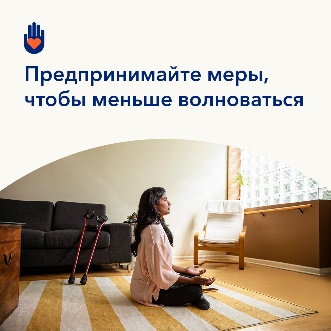 Предпринимайте меры,
чтобы меньше волноваться